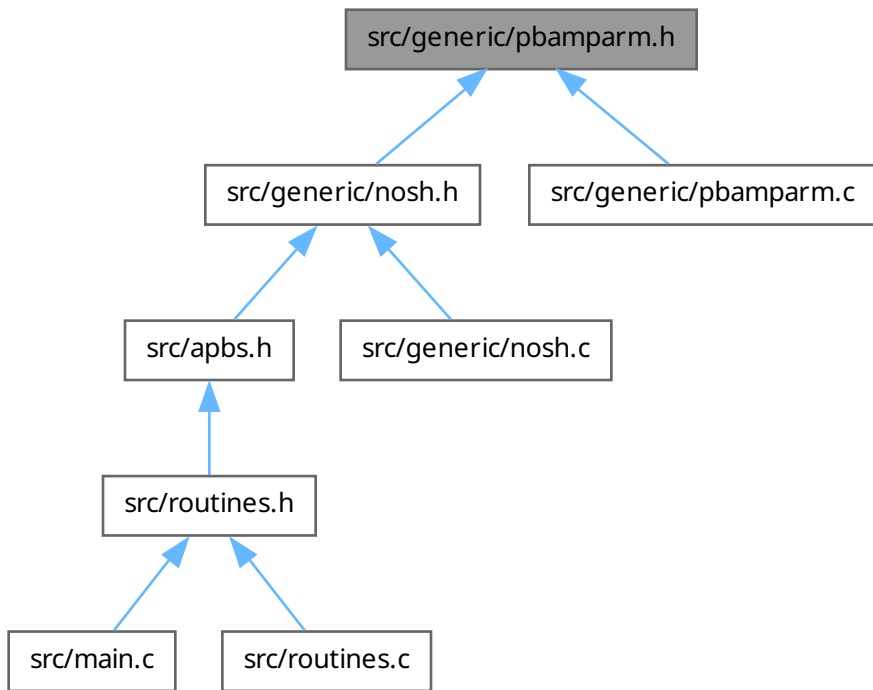 src/generic/pbamparm.h
src/generic/nosh.h
src/generic/pbamparm.c
src/apbs.h
src/generic/nosh.c
src/routines.h
src/main.c
src/routines.c